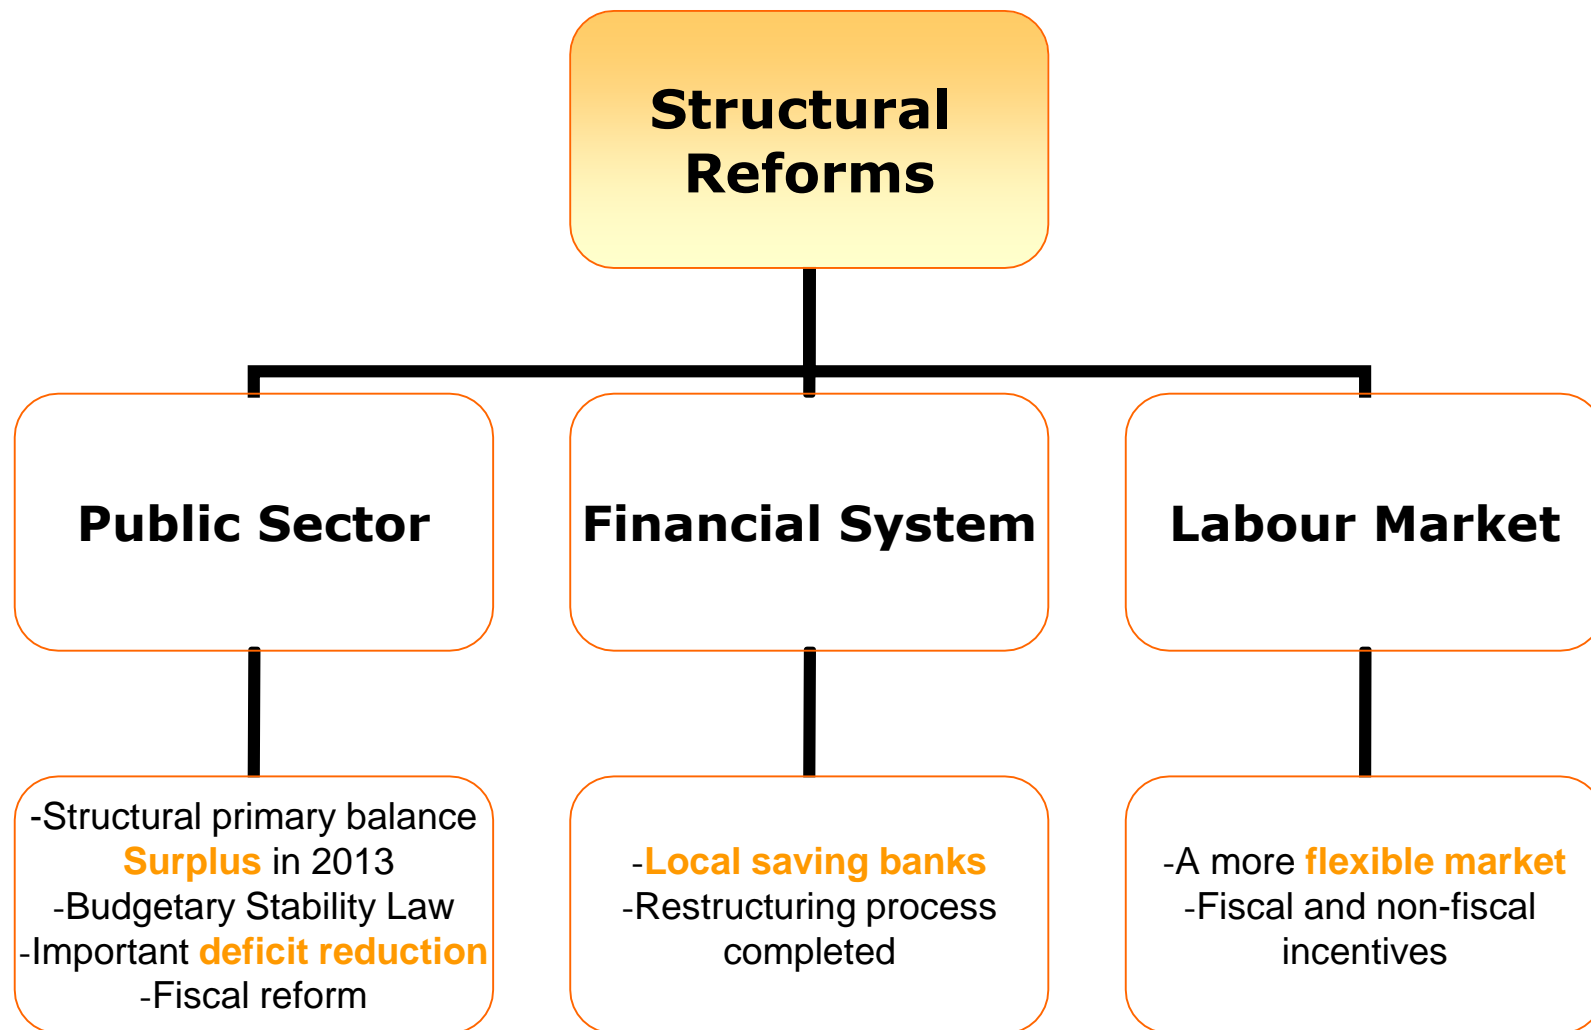 Structural
Reforms
Public Sector
Financial System
Labour Market
-Structural primary balance
Surplus in 2013
-Budgetary Stability Law
-Important deficit reduction
-Fiscal reform
-Local saving banks
-Restructuring process
completed
-A more flexible market
-Fiscal and non-fiscal
incentives